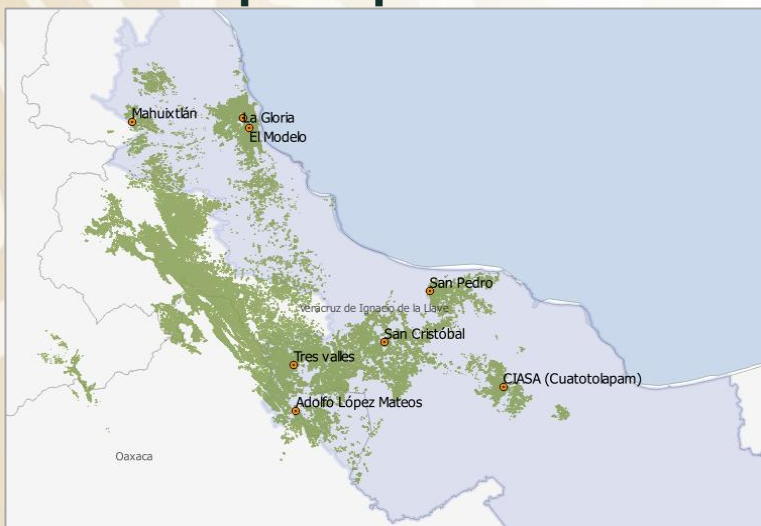 Mahuixtlán
La Gloria
El Modelo
San Pedro
Veracruz de Ignacio de la Llave
San Cristóbal
Tres valles
CIASA (Cuatotolapam)
Adolfo López Mateos
Oaxaca